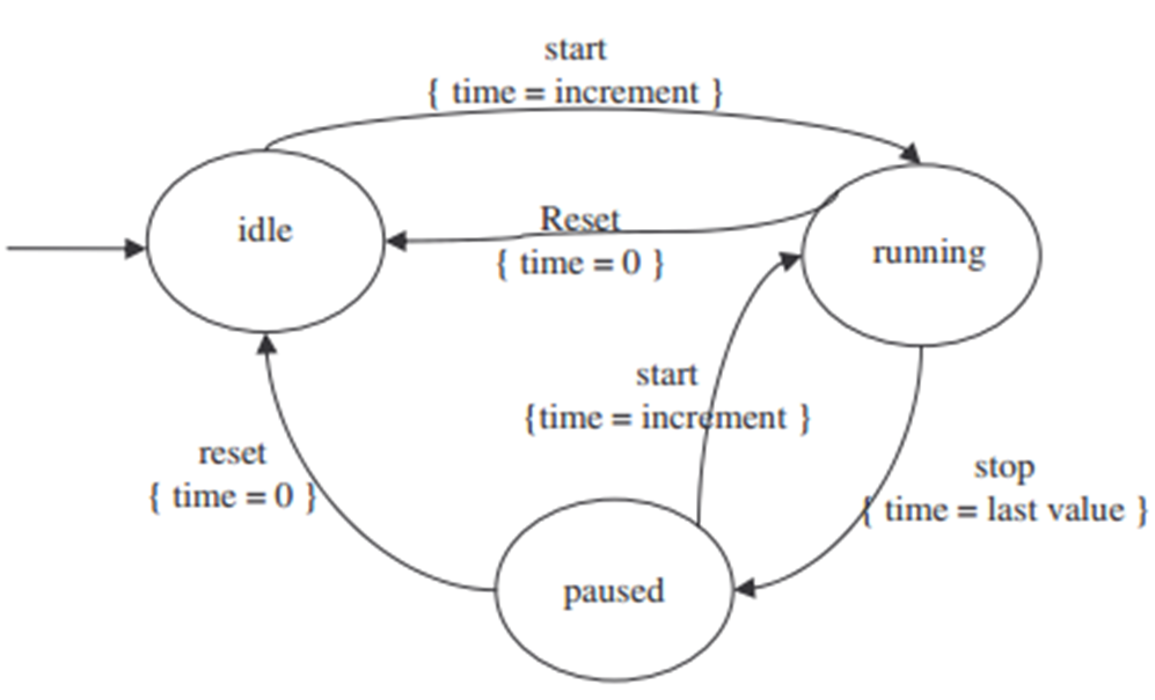 start
{ time = increment }
idle
Reset
{ time = 0 }
running
start
{time = increment }
reset
{ time = 0 }
stop
{ time = last value }
paused